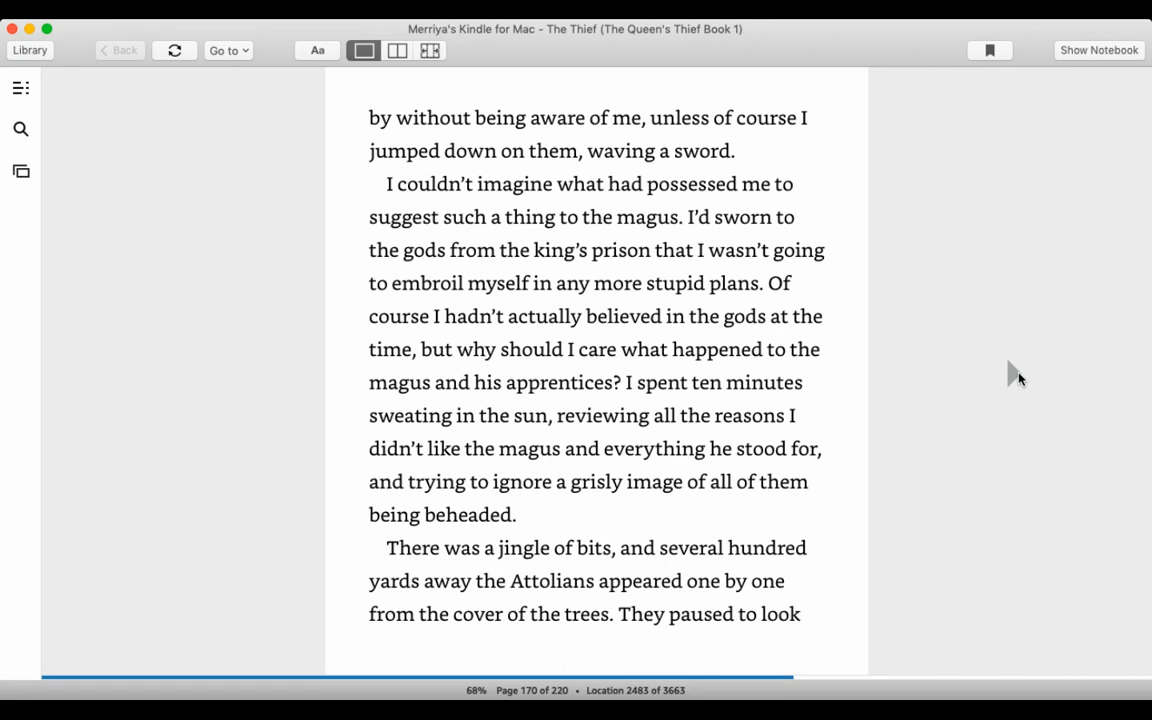 Merriya's Kindle for Mac - The Thief (The Queen's Thief Book 1)
Library
Back
Go to
Aa
Show Notebook
by without being aware of me, unless of course I
jumped down on them, waving a sword.
I couldn’t imagine what had possessed me to
suggest such a thing to the magus. I’d sworn to
the gods from the king’s prison that I wasn’t going
to embroil myself in any more stupid plans. Of
course I hadn’t actually believed in the gods at the
time, but why should I care what happened to the
magus and his apprentices? I spent ten minutes
sweating in the sun, reviewing all the reasons I
didn’t like the magus and everything he stood for,
and trying to ignore a grisly image of all of them
being beheaded.
There was a jingle of bits, and several hundred
yards away the Attolians appeared one by one
from the cover of the trees. They paused to look
68% Page 170 of 220 • Location 2483 of 3663